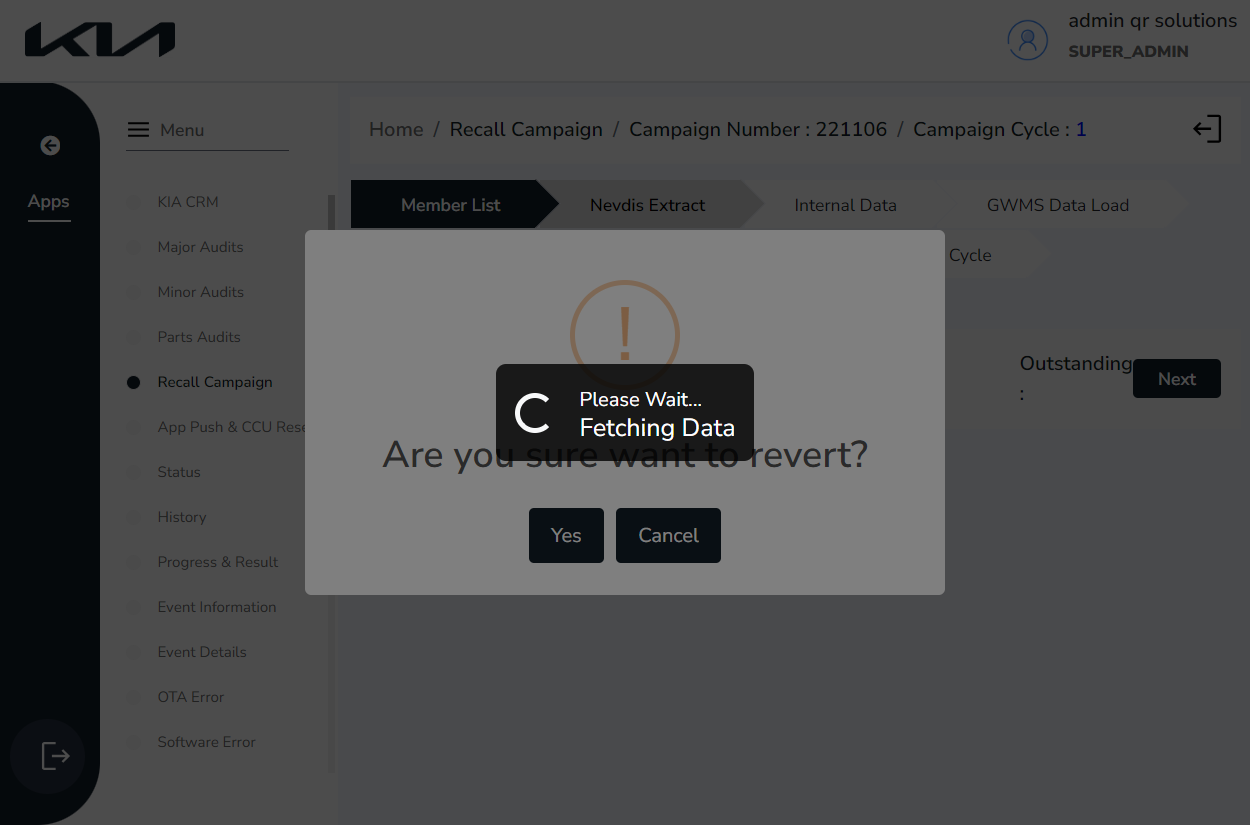 KIA
admin qr solutions
SUPER_ADMIN
Apps
Menu
KIA CRM
Major Audits
Minor Audits
Parts Audits
Recall Campaign
App Push & CCU Rese
Status
History
Progress & Result
Event Information
Event Details
OTA Error
Software Error
Home / Recall Campaign / Campaign Number : 221106 / Campaign Cycle : 1
Member List
Nevdis Extract
Internal Data
GWMS Data Load
Cycle
Outstanding
:
Next
!
Please Wait...
Fetching Data
Are you sure want to revert?
Yes
Cancel